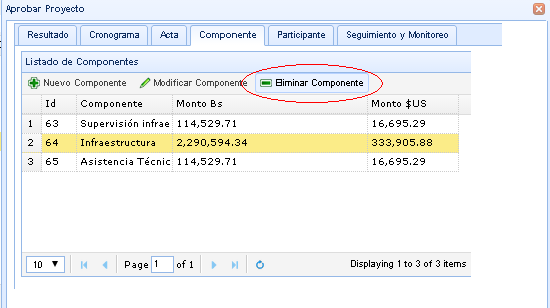 Aprobar Proyecto
Resultado Cronograma Acta Componente Participante Seguimiento y Monitoreo
Listado de Componentes
Nuevo Componente Modificar Componente Eliminar Componente
Id Componente Monto Bs Monto $US
1 63 Supervisión infrae 114,529.71 16,695.29
2 64 Infraestructura 2,290,594.34 333,905.88
3 65 Asistencia Técnic 114,529.71 16,695.29
10 Page 1 of 1 Displaying 1 to 3 of 3 items